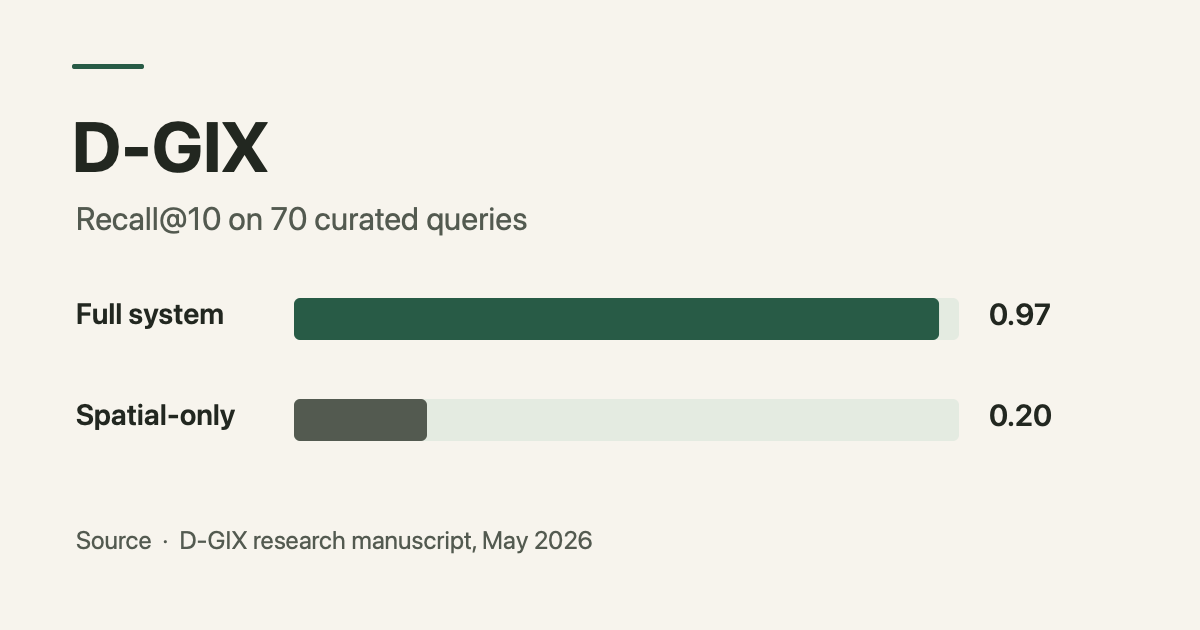 D-GIX
Recall@10 on 70 curated queries
Full system 0.97
Spatial-only 0.20
Source · D-GIX research manuscript, May 2026